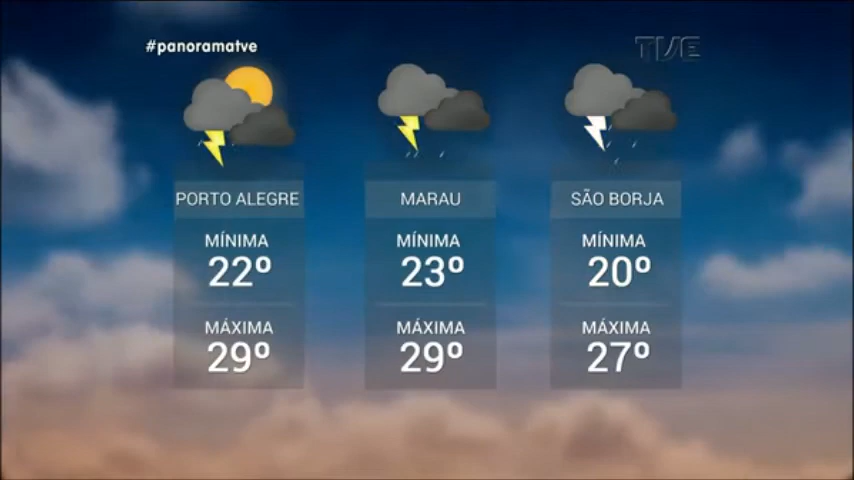 #panoramatve
TVE
PORTO ALEGRE
MÍNIMA
22º
MÁXIMA
29º
MARAU
MÍNIMA
23º
MÁXIMA
29º
SÃO BORJA
MÍNIMA
20º
MÁXIMA
27º